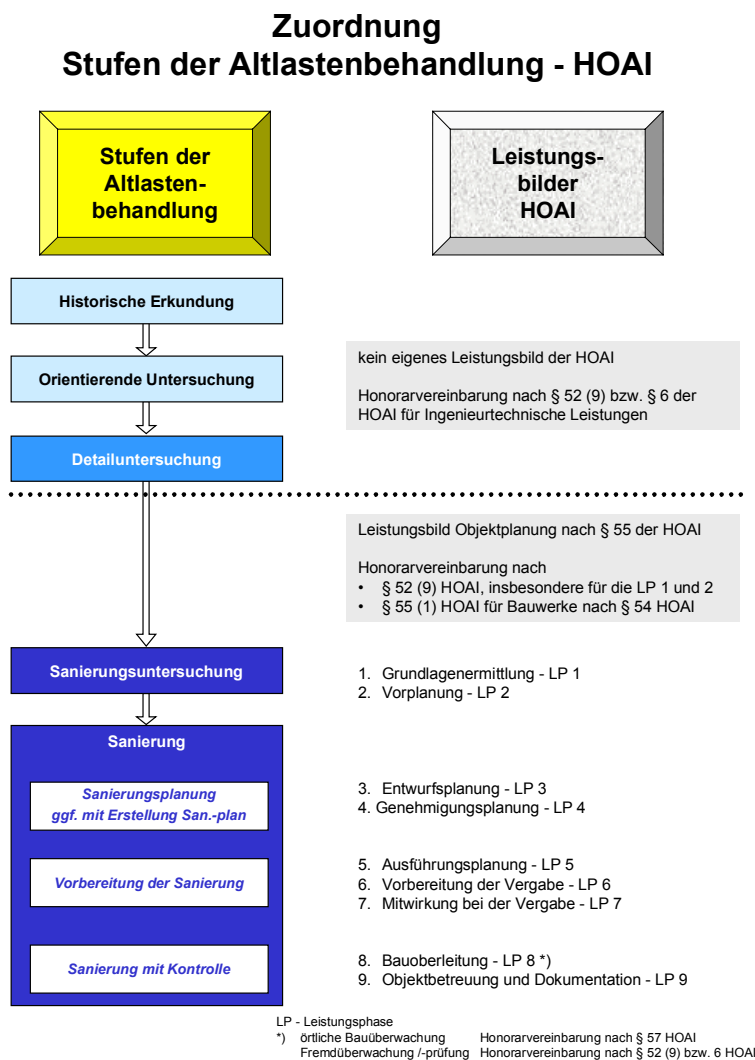 Zuordnung
Stufen der Altlastenbehandlung - HOAI
Stufen der
Altlasten-
behandlung
Leistungs-
bilder
HOAI
Historische Erkundung
Orientierende Untersuchung
Detailuntersuchung
kein eigenes Leistungsbild der HOAI
Honorarvereinbarung nach § 52 (9) bzw. § 6 der
HOAI für Ingenieurtechnische Leistungen
Leistungsbild Objektplanung nach § 55 der HOAI
Honorarvereinbarung nach
• § 52 (9) HOAI, insbesondere für die LP 1 und 2
• § 55 (1) HOAI für Bauwerke nach § 54 HOAI
Sanierungsuntersuchung
1. Grundlagenermittlung - LP 1
2. Vorplanung - LP 2
Sanierung
Sanierungsplanung
ggf. mit Erstellung San.-plan
3. Entwurfsplanung - LP 3
4. Genehmigungsplanung - LP 4
Vorbereitung der Sanierung
5. Ausführungsplanung - LP 5
6. Vorbereitung der Vergabe - LP 6
7. Mitwirkung bei der Vergabe - LP 7
Sanierung mit Kontrolle
8. Bauoberleitung - LP 8 *)
9. Objektbetreuung und Dokumentation - LP 9
LP - Leistungsphase
*) örtliche Bauüberwachung Honorarvereinbarung nach § 57 HOAI
Fremdüberwachung /-prüfung Honorarvereinbarung nach § 52 (9) bzw. 6 HOAI